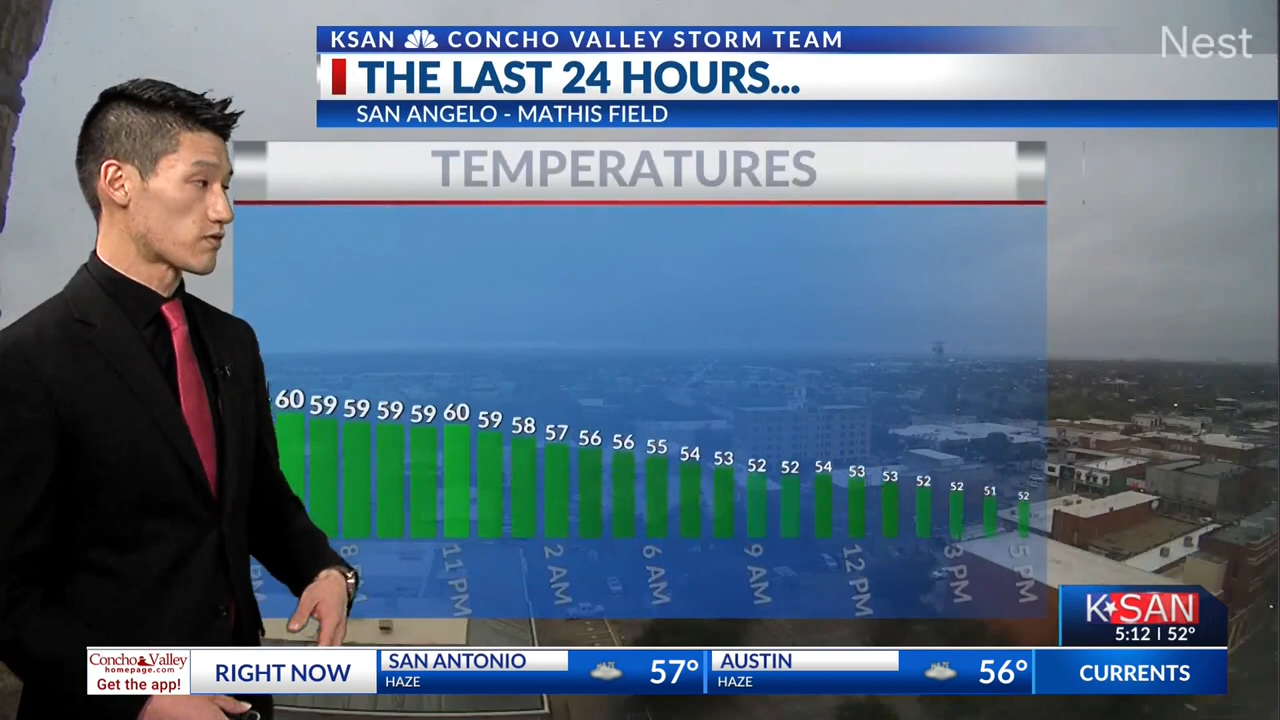 Nest
KSAN CONCHO VALLEY STORM TEAM
THE LAST 24 HOURS...
SAN ANGELO - MATHIS FIELD
TEMPERATURES
60 59 59 59 59 60 59 58 57 56 56 55 54 53 52 52 54 53 53 52 52 51 52
11 PM 2 AM 6 AM 9 AM 12 PM 3 PM 5 PM
KSAN
5:12 | 52°
Concho Valley
homepage.com
Get the app!
RIGHT NOW
SAN ANTONIO
HAZE
57°
AUSTIN
HAZE
56°
CURRENTS